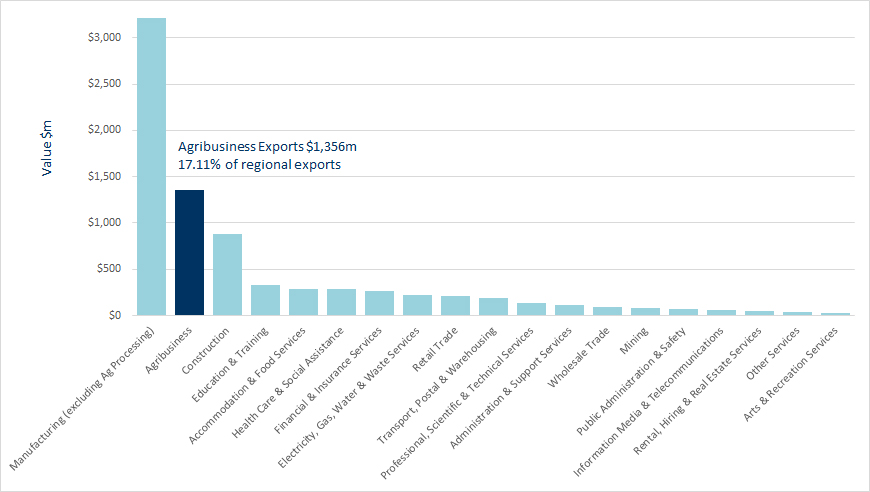 $3,000
$2,500
$2,000
$1,500
$1,000
$500
$0
Value $m
Agribusiness Exports $1,356m
17.11% of regional exports
Manufacturing (excluding Ag Processing)
Agribusiness
Construction
Education & Training
Accommodation & Food Services
Health Care & Social Assistance
Financial & Insurance Services
Electricity, Gas, Water & Waste Services
Retail Trade
Transport, Postal & Warehousing
Professional, Scientific & Technical Services
Administration & Support Services
Wholesale Trade
Mining
Public Administration & Safety
Information Media & Telecommunications
Rental, Hiring & Real Estate Services
Other Services
Arts & Recreation Services